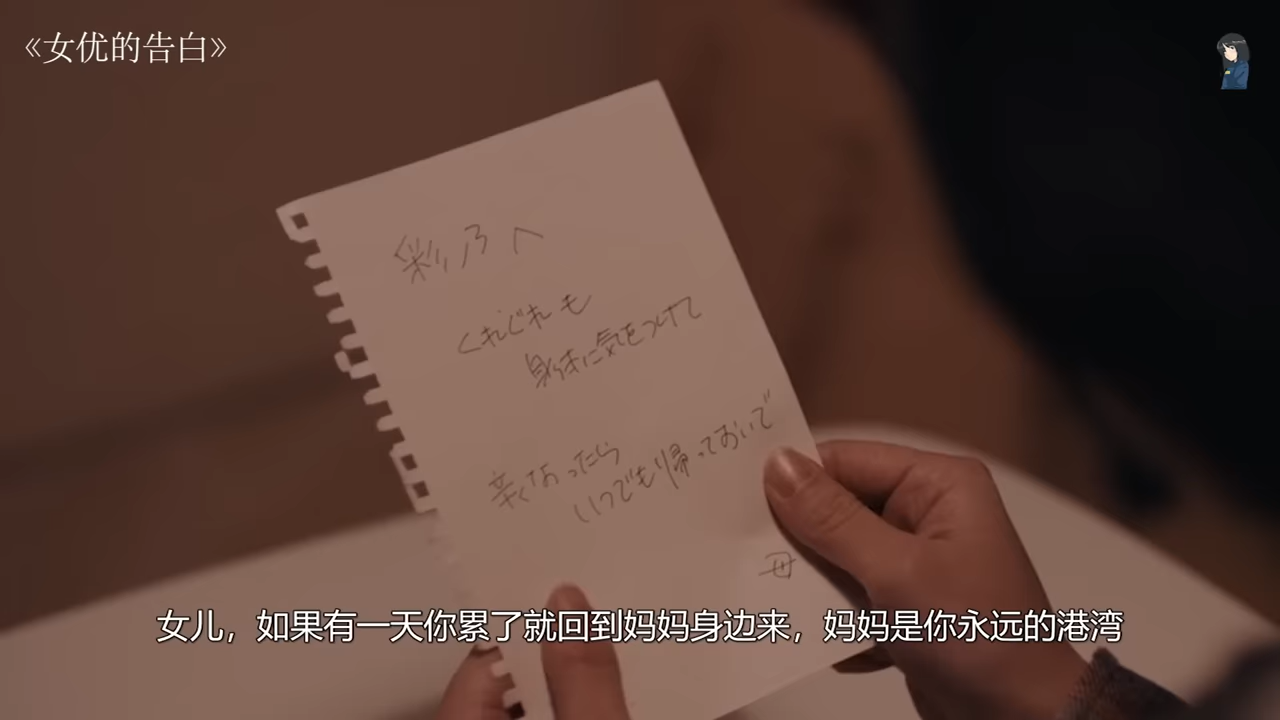 《女优的告白》
彩乃へ
くれぐれも
身体に気をつけて
辛くなったら
いつでも帰っておいで
母
女儿，如果有一天你累了就回到妈妈身边来，妈妈是你永远的港湾